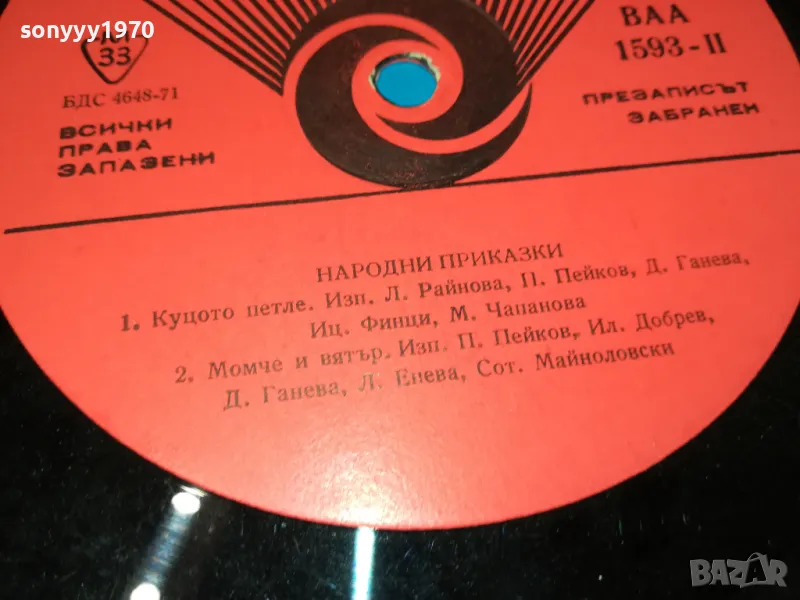 sonyyy1970
33
БДС 4648-71
ВСИЧКИ
ПРАВА
ЗАПАЗЕНИ
ВАА
1593-II
ПРЕЗАПИСЪТ
ЗАБРАНЕН
НАРОДНИ ПРИКАЗКИ
1. Куцото петле. Изп. Л. Райнова, П. Пейков, Д. Ганева,
Иц. Финци, М. Чапанова
2. Момче и вятър. Изп. П. Пейков, Ил. Добрев,
Д. Ганева, Л. Енева, Сот. Майноловски
BAZAR